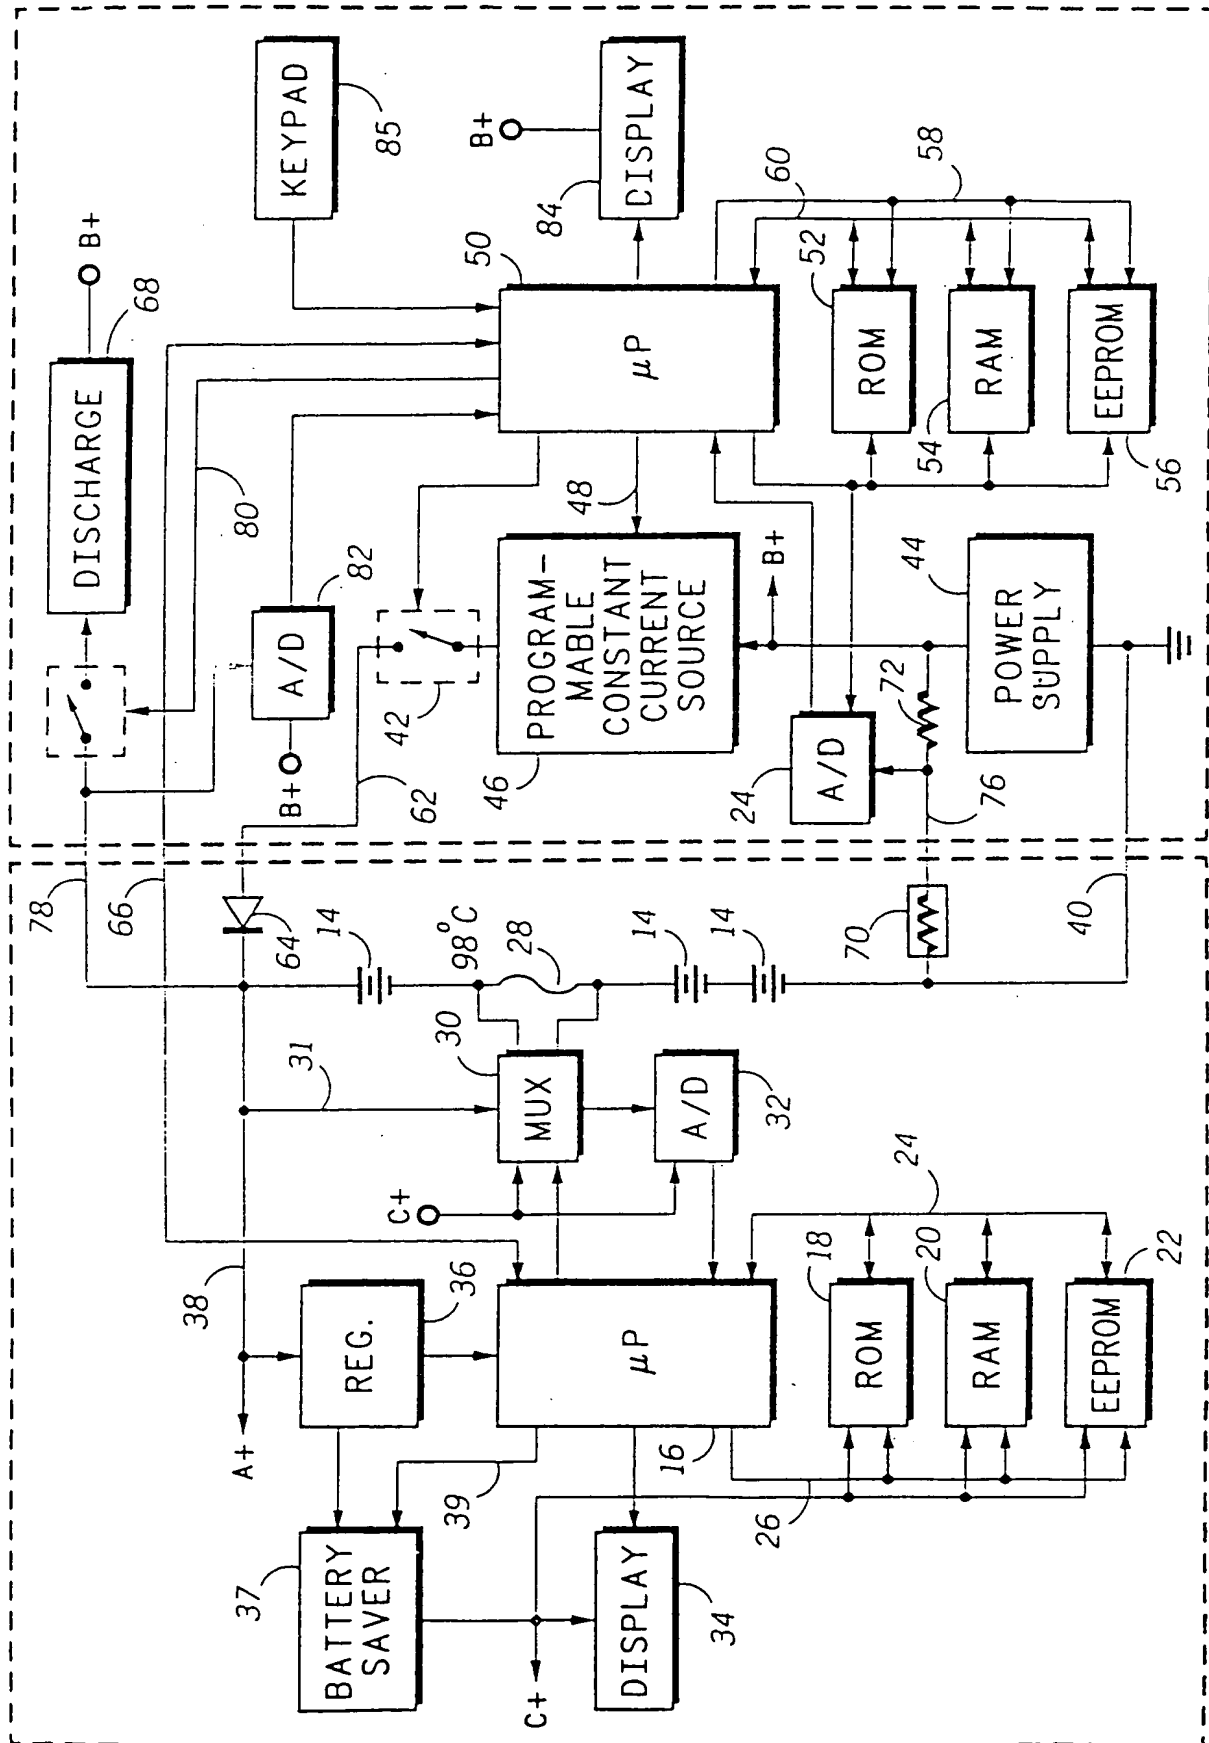 KEYPAD
85
B+
DISPLAY
84
B+
DISCHARGE
68
80
A/D
82
B+
50
μP
48
42
62
PROGRAM-
MABLE
CONSTANT
CURRENT
SOURCE
46
B+
A/D
24
72
POWER
SUPPLY
44
76
52
ROM
54
RAM
EEPROM
56
60
58
78
66
38
64
14
98°C
28
14
14
70
40
31
30
MUX
A/D
32
C+
A+
REG.
36
μP
16
39
37
BATTERY
SAVER
C+
DISPLAY
34
18
ROM
20
RAM
22
EEPROM
24
26